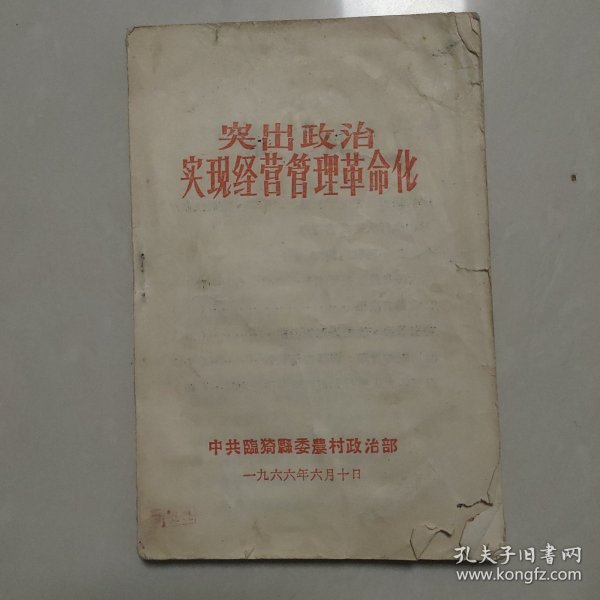 突出政治
实现经营管理革命化
中共臨猗縣委農村政治部
一九六六年六月十日
孔夫子旧書网
www.kongfz.com